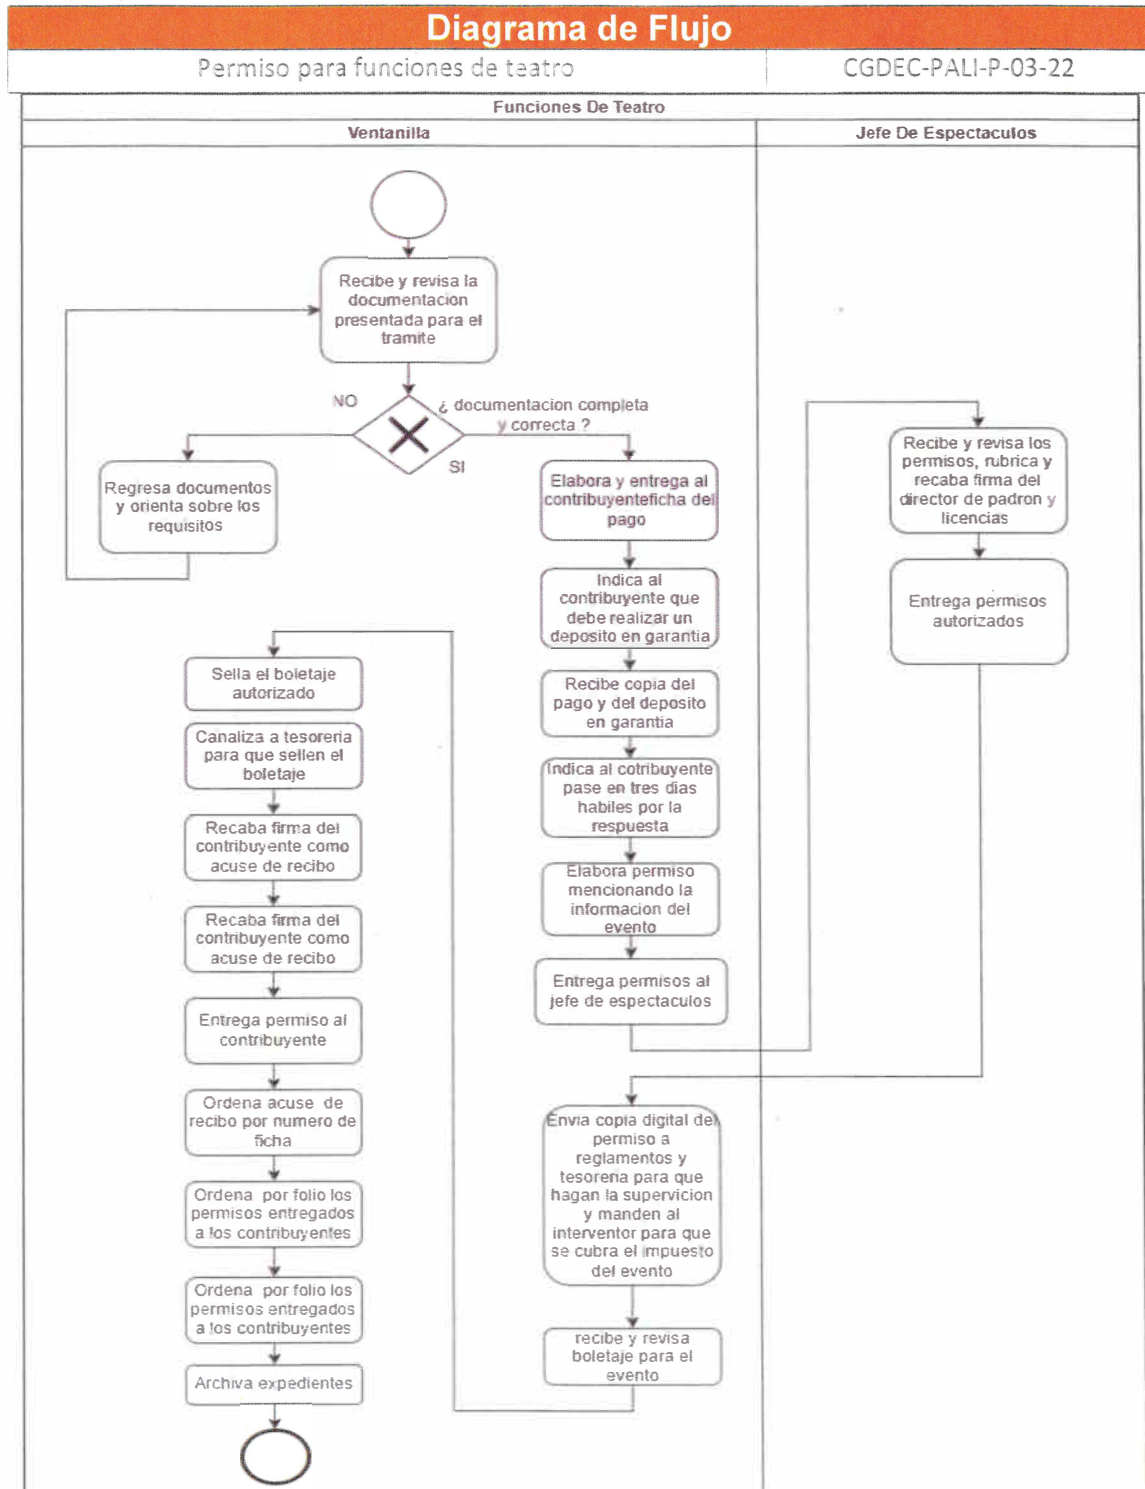 Diagrama de Flujo
Permiso para funciones de teatro
CGDEC-PALI-P-03-22
Funciones De Teatro
Ventanilla
Jefe De Espectaculos
Recibe y revisa la
documentacion
presentada para el
tramite
NO
¿ documentacion completa
y correcta ?
SI
Regresa documentos
y orienta sobre los
requisitos
Elabora y entrega al
contribuyenteficha del
pago
Indica al
contribuyente que
debe realizar un
deposito en garantia
Recibe copia del
pago y del deposito
en garantia
Indica al cotribuyente
pase en tres dias
habiles por la
respuesta
Elabora permiso
mencionando la
informacion del
evento
Entrega permisos al
jefe de espectaculos
Recibe y revisa los
permisos, rubrica y
recaba firma del
director de padron y
licencias
Entrega permisos
autorizados
Envia copia digital del
permiso a
reglamentos y
tesoreria para que
hagan la supervicion
y manden al
interventor para que
se cubra el impuesto
del evento
recibe y revisa
boletaje para el
evento
Sella el boletaje
autorizado
Canaliza a tesoreria
para que sellen el
boletaje
Recaba firma del
contribuyente como
acuse de recibo
Recaba firma del
contribuyente como
acuse de recibo
Entrega permiso al
contribuyente
Ordena acuse de
recibo por numero de
ficha
Ordena por folio los
permisos entregados
a los contribuyentes
Ordena por folio los
permisos entregados
a los contribuyentes
Archiva expedientes